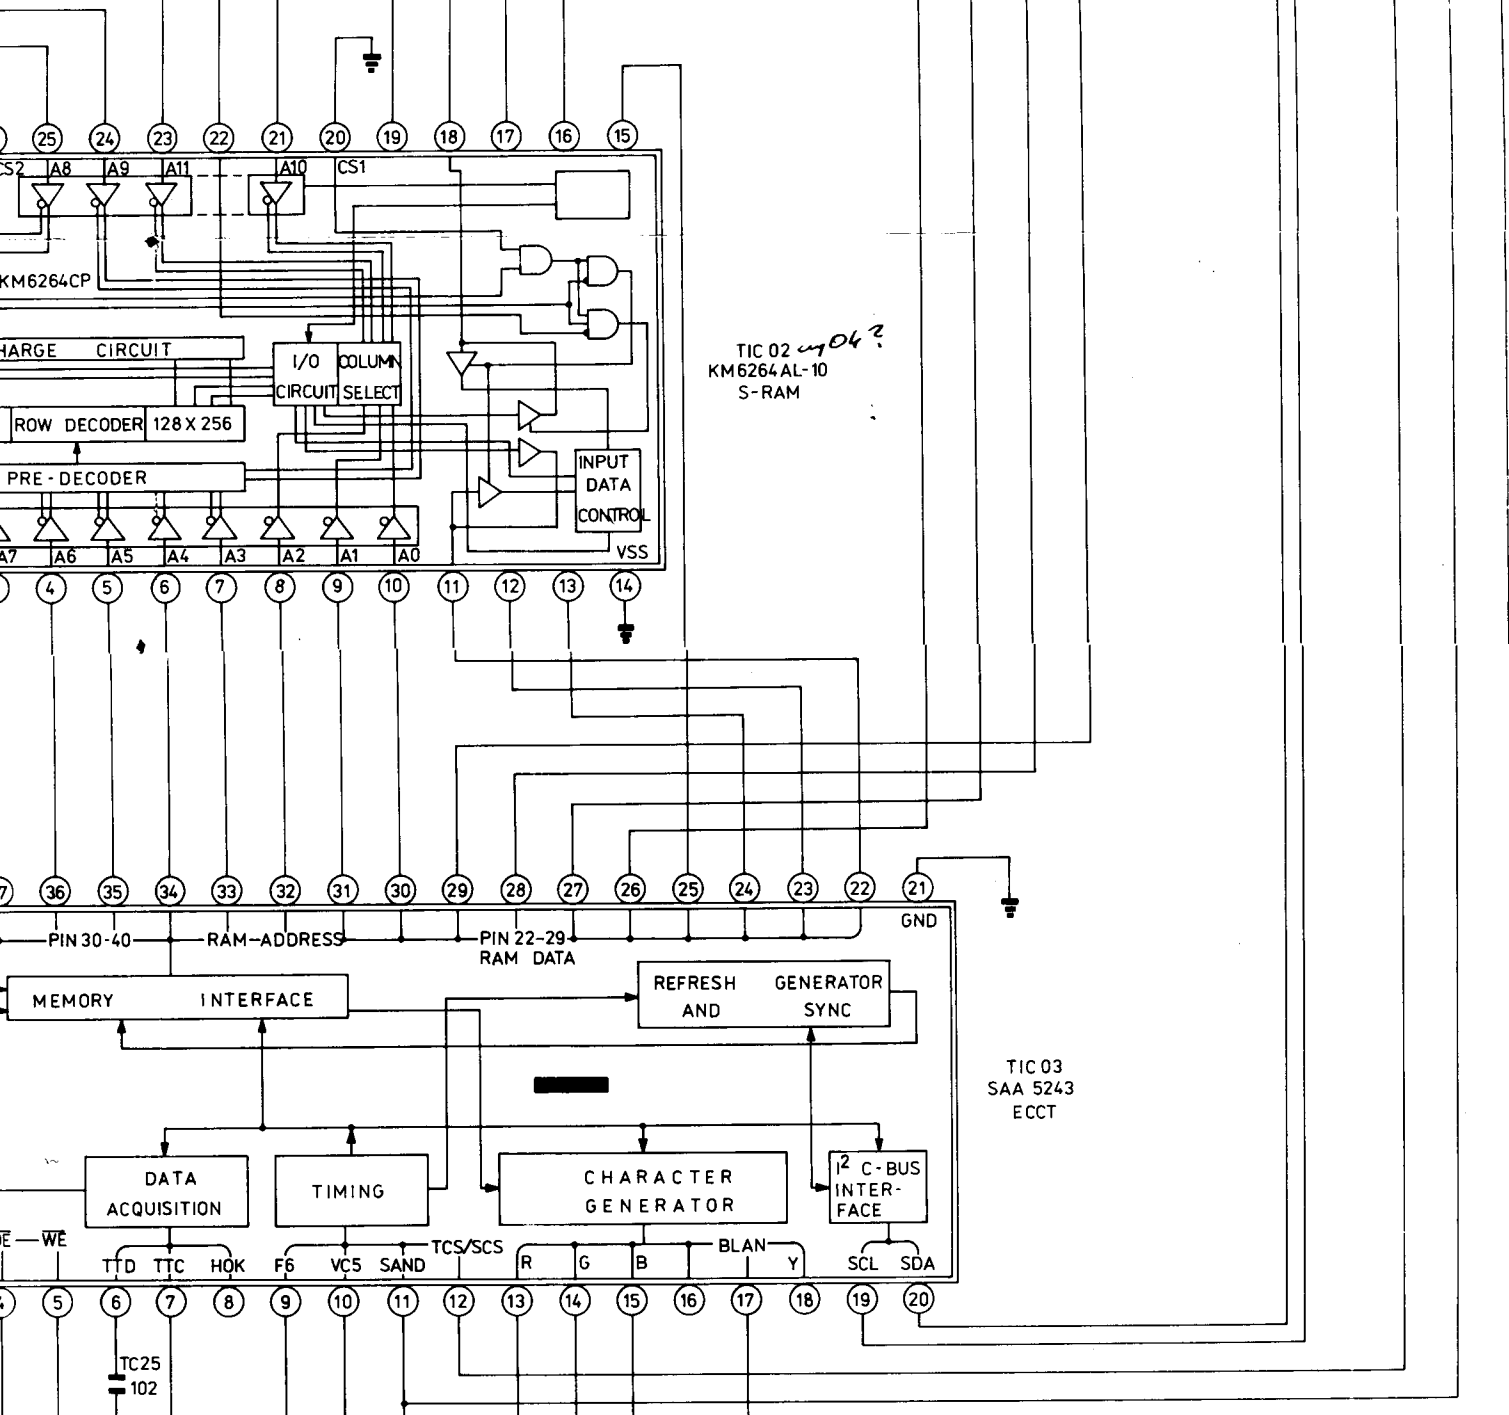 25 24 23 22 21 20 19 18 17 16 15
CS2 A8 A9 A11 A10 CS1
KM6264CP
HARGE CIRCUIT
I/O COLUMN
CIRCUIT SELECT
ROW DECODER 128 X 256
PRE-DECODER
INPUT
DATA
CONTROL
A7 A6 A5 A4 A3 A2 A1 A0 VSS
4 5 6 7 8 9 10 11 12 13 14
TIC 02 04?
KM6264AL-10
S-RAM
7 36 35 34 33 32 31 30 29 28 27 26 25 24 23 22 21
GND
PIN 30-40 RAM-ADDRESS PIN 22-29
RAM DATA
MEMORY INTERFACE
REFRESH GENERATOR
AND SYNC
TIC 03
SAA 5243
ECCT
DATA
ACQUISITION
TIMING
CHARACTER
GENERATOR
I2 C-BUS
INTER-
FACE
E WE
TCS/SCS BLAN
TTD TTC HOK F6 VC5 SAND R G B Y SCL SDA
4 5 6 7 8 9 10 11 12 13 14 15 16 17 18 19 20
TC25
102